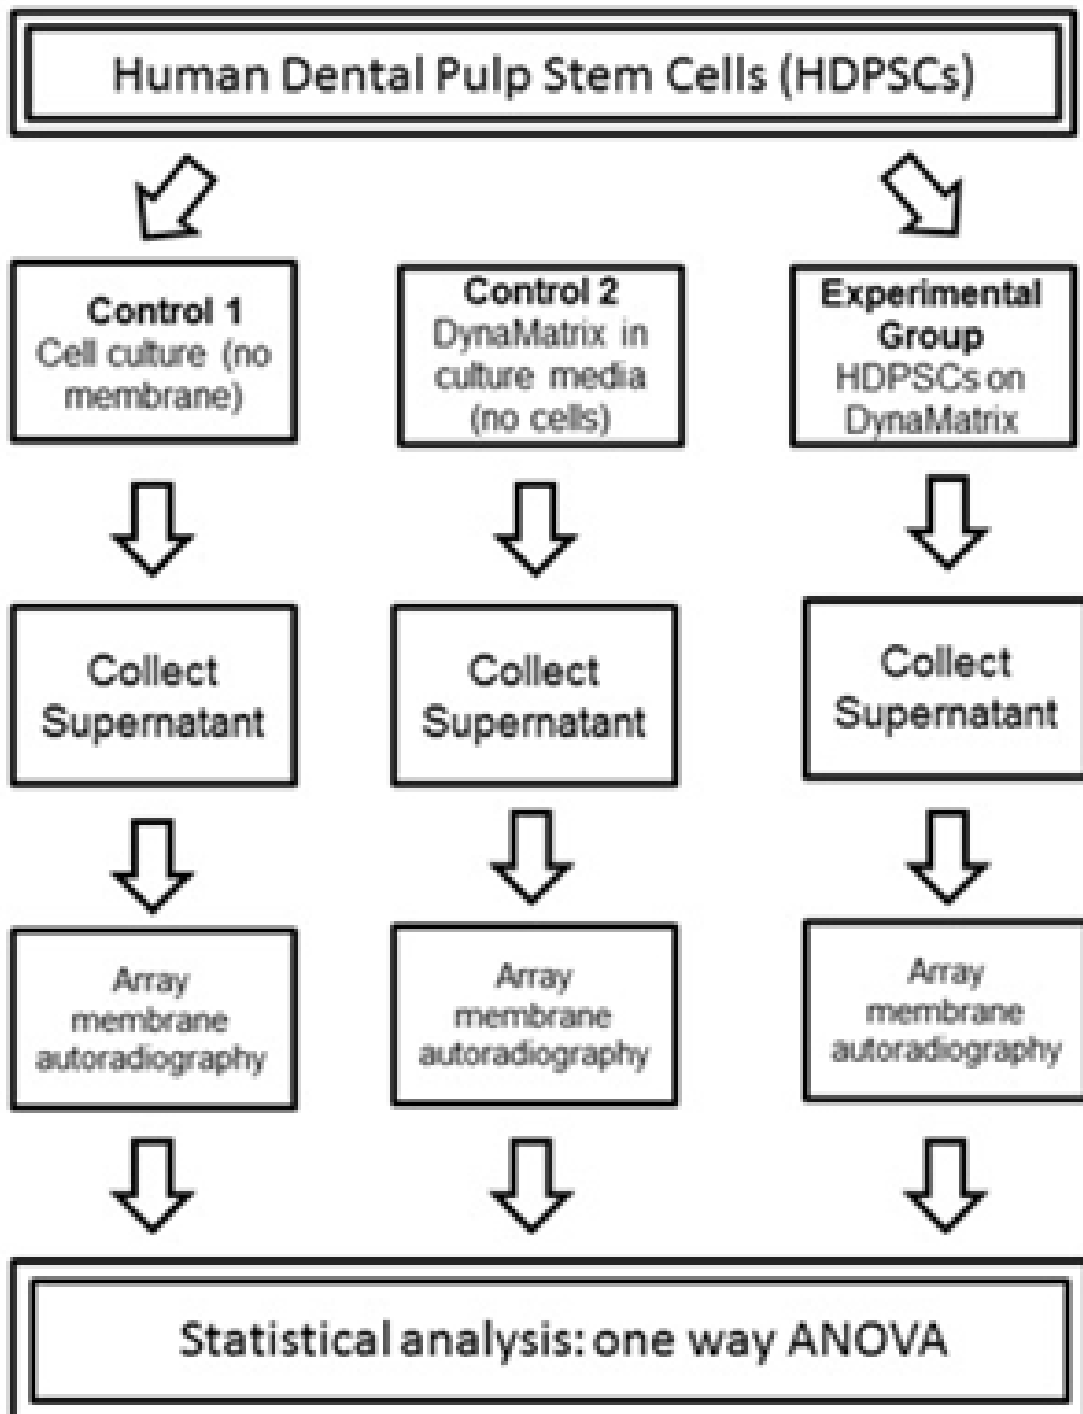 Human Dental Pulp Stem Cells (HDPSCs)
Control 1
Cell culture (no
membrane)
Control 2
DynaMatrix in
culture media
(no cells)
Experimental
Group
HDPSCs on
DynaMatrix
Collect
Supernatant
Collect
Supernatant
Collect
Supernatant
Array
membrane
autoradiography
Array
membrane
autoradiography
Array
membrane
autoradiography
Statistical analysis: one way ANOVA